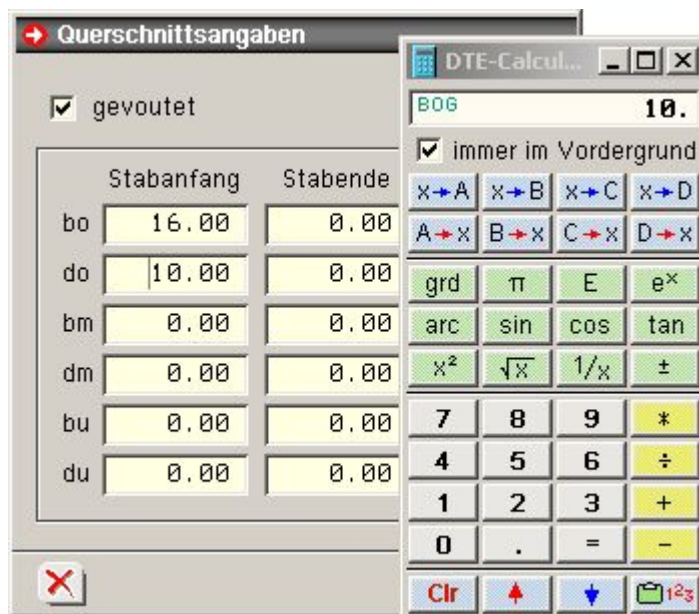 Querschnittsangaben
gevoutet
Stabanfang Stabende
bo 16.00 0.00
do 10.00 0.00
bm 0.00 0.00
dm 0.00 0.00
bu 0.00 0.00
du 0.00 0.00
DTE-Calcul...
BOG 10.
immer im Vordergrund
x→A x→B x→C x→D
A→x B→x C→x D→x
grd π E eˣ
arc sin cos tan
x² √x 1/x ±
7 8 9 *
4 5 6 ÷
1 2 3 +
0 . = −
Clr 123